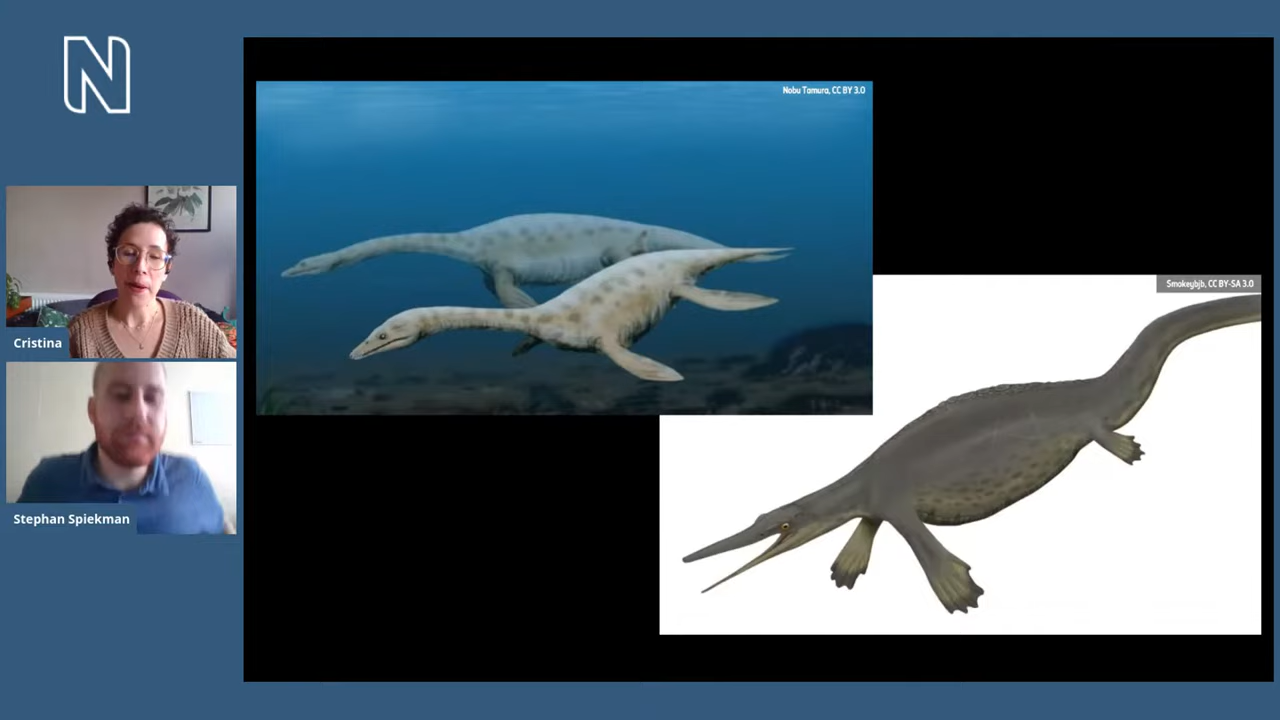 N
Cristina
Stephan Spiekman
Nobu Tamura, CC BY 3.0
Smokeybjb, CC BY-SA 3.0